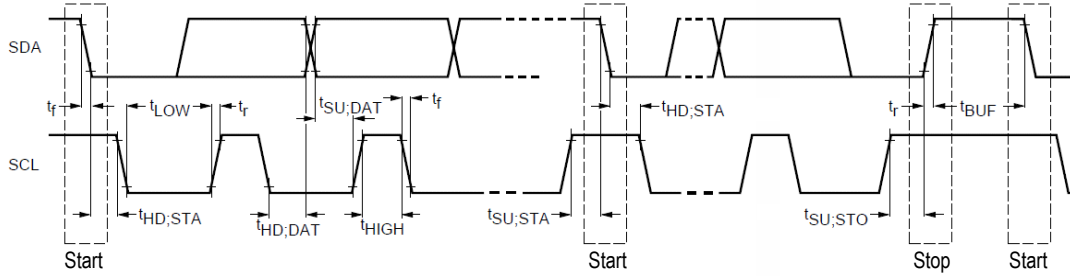 SDA
tf tLOW tr tSU;DAT tf tHD;STA tr tBUF
SCL
tHD;STA tHD;DAT tHIGH tSU;STA tSU;STO
Start Start Stop Start